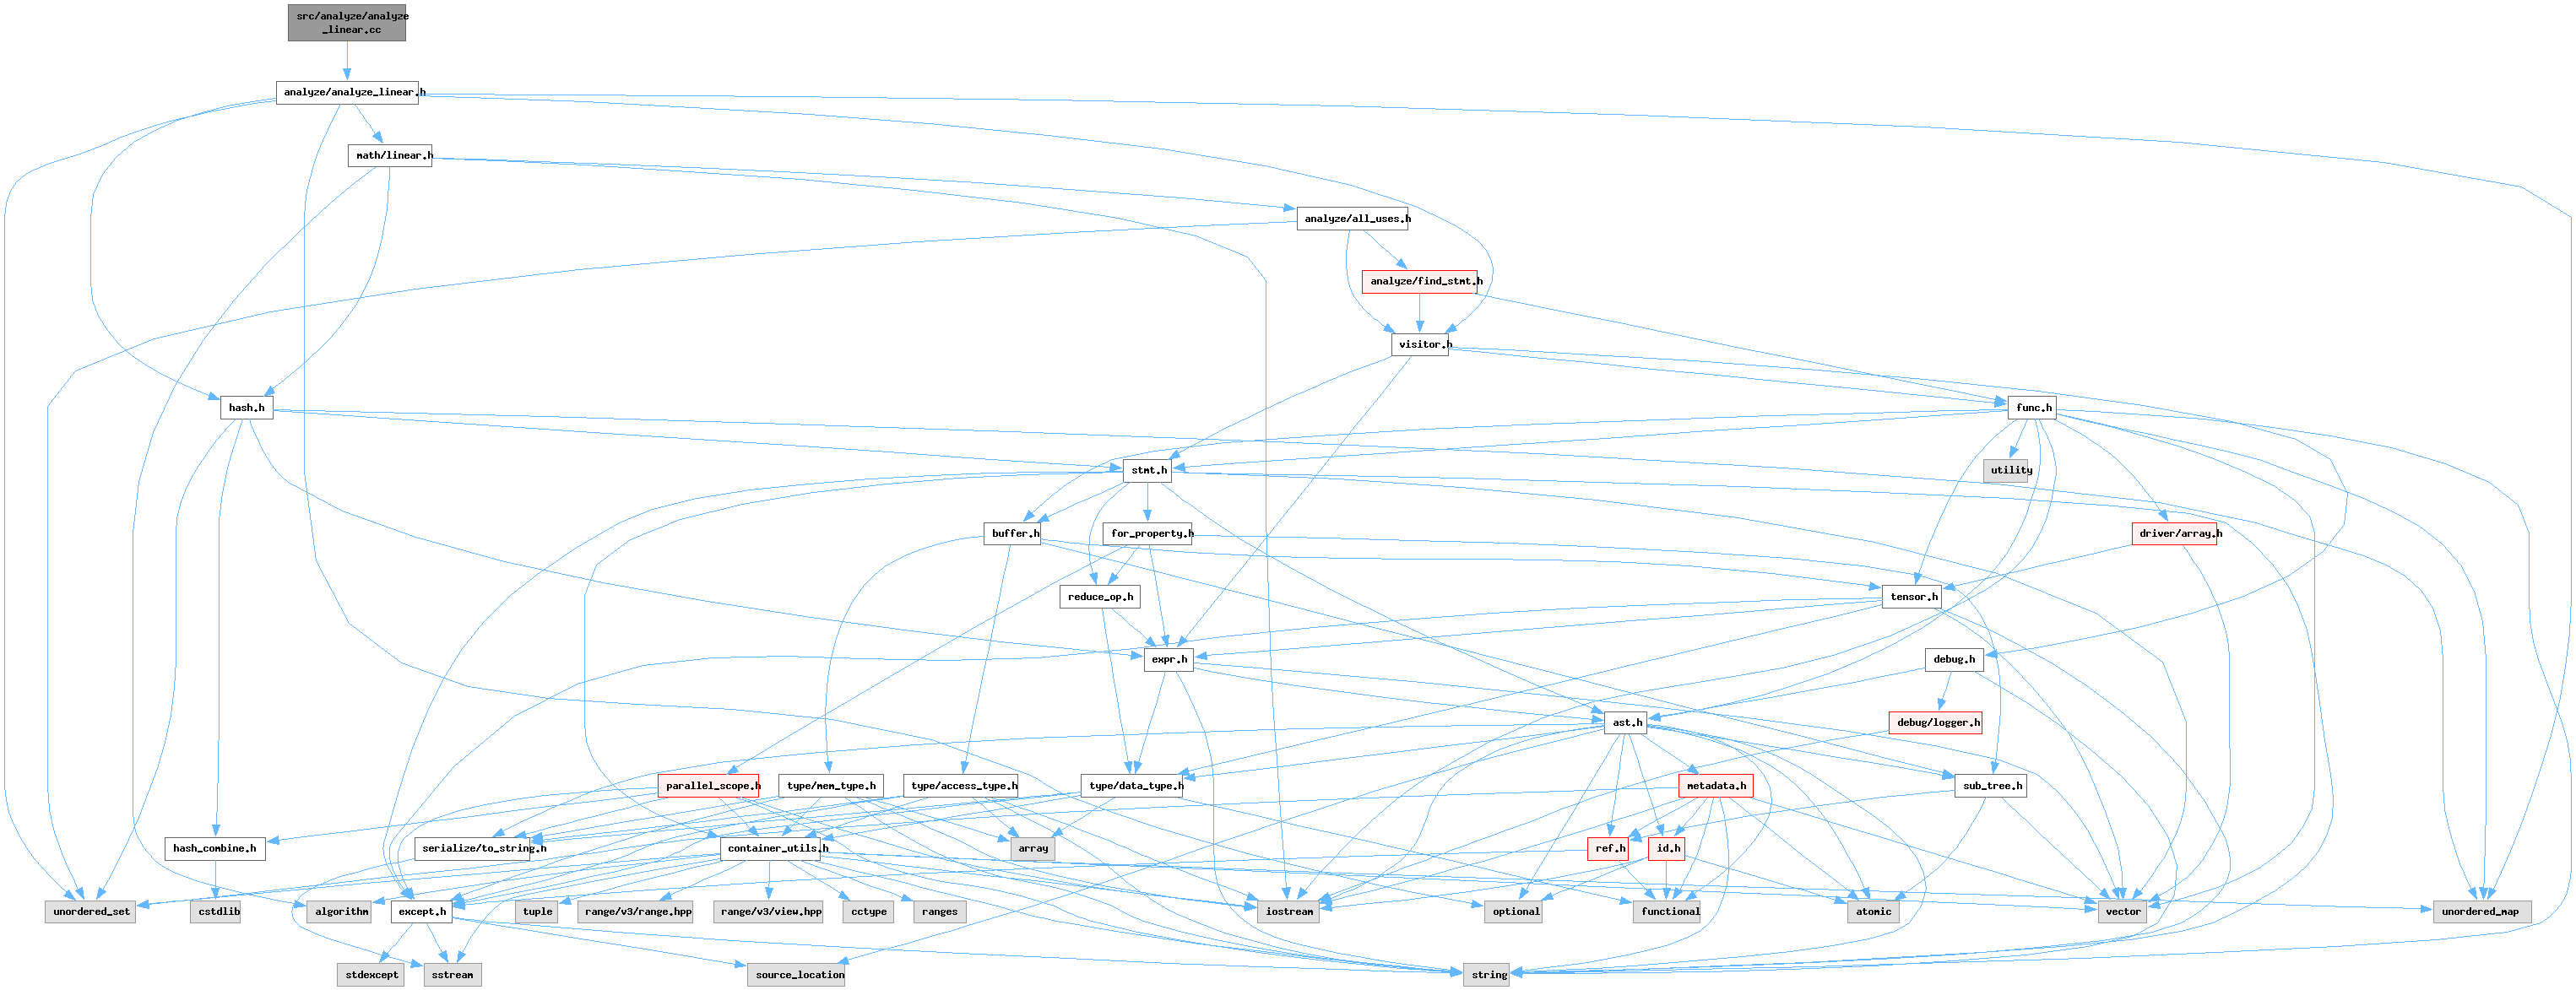 src/analyze/analyze
_linear.cc
analyze/analyze_linear.h
math/linear.h
analyze/all_uses.h
analyze/find_stmt.h
visitor.h
hash.h
func.h
stmt.h
utility
buffer.h
for_property.h
driver/array.h
reduce_op.h
tensor.h
expr.h
debug.h
ast.h
debug/logger.h
parallel_scope.h
type/mem_type.h
type/access_type.h
type/data_type.h
metadata.h
sub_tree.h
hash_combine.h
serialize/to_string.h
container_utils.h
array
ref.h
id.h
unordered_set
cstdlib
algorithm
except.h
tuple
range/v3/range.hpp
range/v3/view.hpp
cctype
ranges
iostream
optional
functional
atomic
vector
unordered_map
stdexcept
sstream
source_location
string